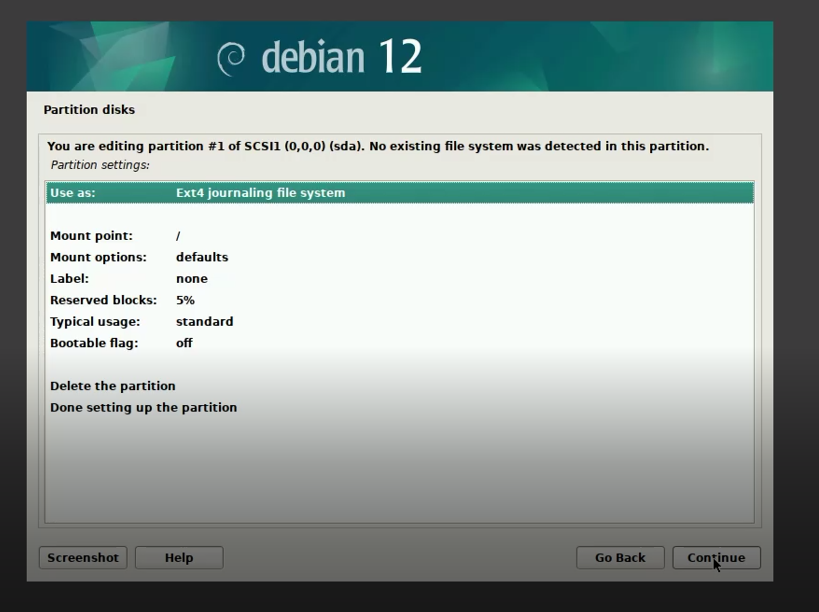 debian 12
Partition disks
You are editing partition #1 of SCSI1 (0,0,0) (sda). No existing file system was detected in this partition.
Partition settings:
Use as: Ext4 journaling file system
Mount point: /
Mount options: defaults
Label: none
Reserved blocks: 5%
Typical usage: standard
Bootable flag: off
Delete the partition
Done setting up the partition
Screenshot Help Go Back Continue